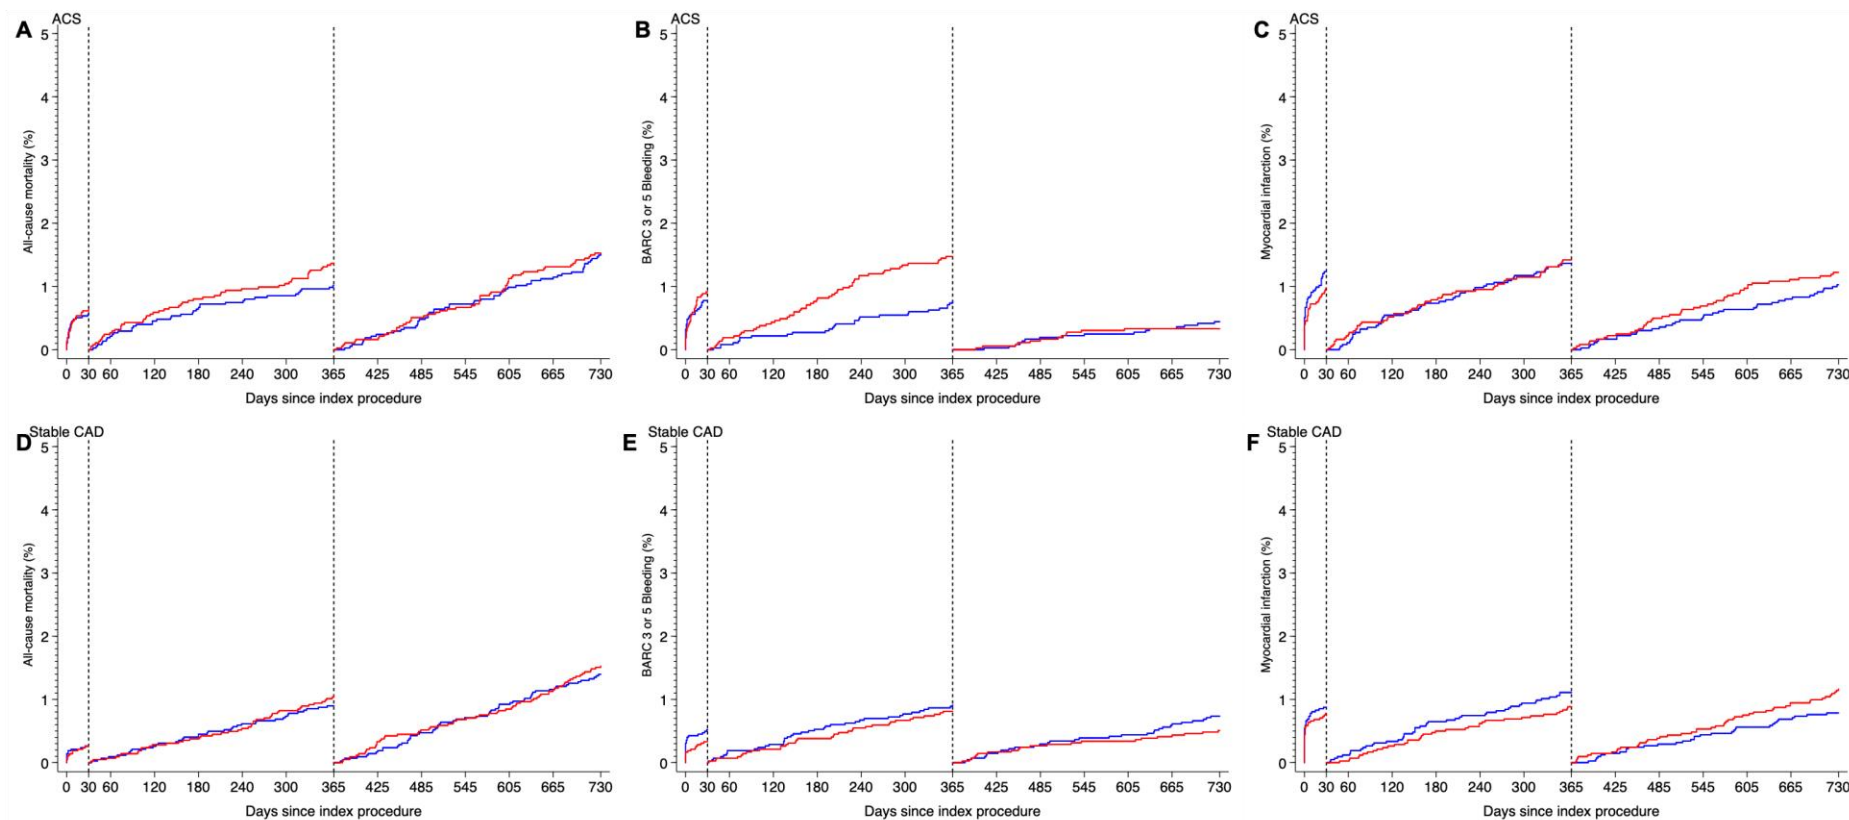 A ACS
5
4
3
2
1
0
All-cause mortality (%)
0 30 60 120 180 240 300 365 425 485 545 605 665 730
Days since index procedure
B ACS
5
4
3
2
1
0
BARC 3 or 5 Bleeding (%)
0 30 60 120 180 240 300 365 425 485 545 605 665 730
Days since index procedure
C ACS
5
4
3
2
1
0
Myocardial infarction (%)
0 30 60 120 180 240 300 365 425 485 545 605 665 730
Days since index procedure
D Stable CAD
5
4
3
2
1
0
All-cause mortality (%)
0 30 60 120 180 240 300 365 425 485 545 605 665 730
Days since index procedure
E Stable CAD
5
4
3
2
1
0
BARC 3 or 5 Bleeding (%)
0 30 60 120 180 240 300 365 425 485 545 605 665 730
Days since index procedure
F Stable CAD
5
4
3
2
1
0
Myocardial infarction (%)
0 30 60 120 180 240 300 365 425 485 545 605 665 730
Days since index procedure